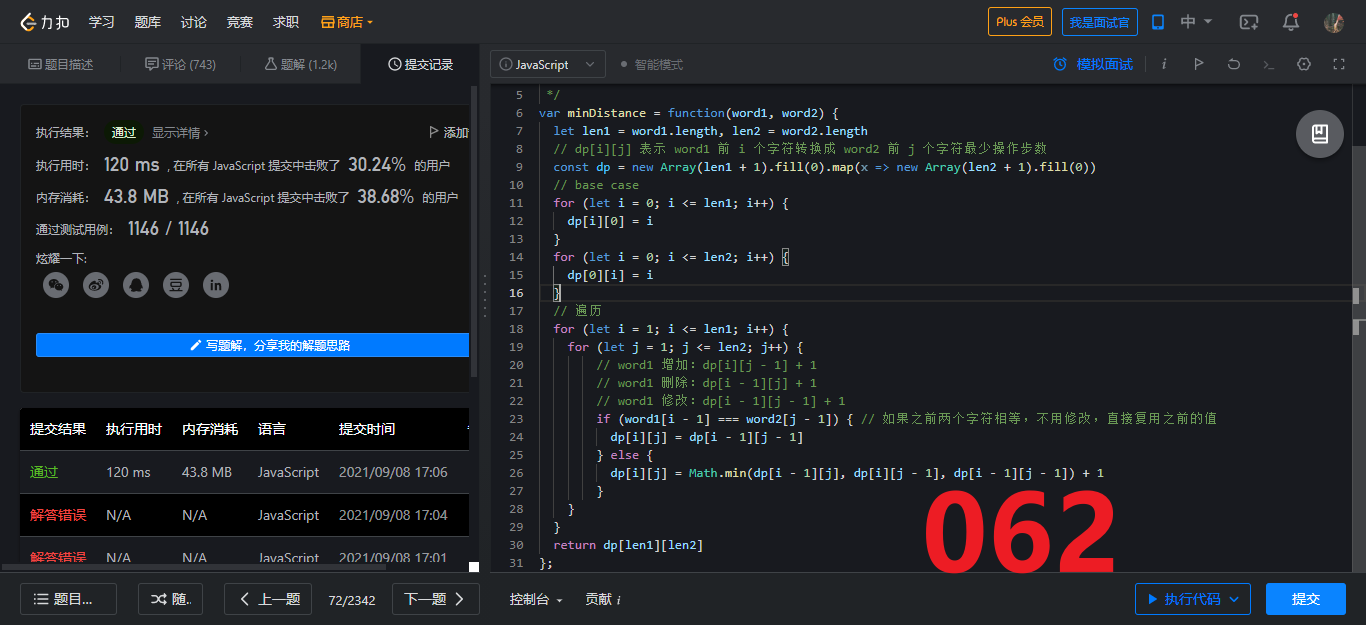 力扣 学习 题库 讨论 竞赛 求职 商店 Plus 会员 我是面试官 中
题目描述 评论 (743) 题解 (1.2k) 提交记录
JavaScript 智能模式 模拟面试
执行结果: 通过 显示详情 > 添加
执行用时: 120 ms , 在所有 JavaScript 提交中击败了 30.24% 的用户
内存消耗: 43.8 MB , 在所有 JavaScript 提交中击败了 38.68% 的用户
通过测试用例: 1146 / 1146
炫耀一下:
豆 in
写题解, 分享我的解题思路
提交结果 执行用时 内存消耗 语言 提交时间
通过 120 ms 43.8 MB JavaScript 2021/09/08 17:06
解答错误 N/A N/A JavaScript 2021/09/08 17:04
解答错误 N/A N/A JavaScript 2021/09/08 17:01
5 */
6 var minDistance = function(word1, word2) {
7 let len1 = word1.length, len2 = word2.length
8 // dp[i][j] 表示 word1 前 i 个字符转换成 word2 前 j 个字符最少操作步数
9 const dp = new Array(len1 + 1).fill(0).map(x => new Array(len2 + 1).fill(0))
10 // base case
11 for (let i = 0; i <= len1; i++) {
12 dp[i][0] = i
13 }
14 for (let i = 0; i <= len2; i++) {
15 dp[0][i] = i
16 }
17 // 遍历
18 for (let i = 1; i <= len1; i++) {
19 for (let j = 1; j <= len2; j++) {
20 // word1 增加: dp[i][j - 1] + 1
21 // word1 删除: dp[i - 1][j] + 1
22 // word1 修改: dp[i - 1][j - 1] + 1
23 if (word1[i - 1] === word2[j - 1]) { // 如果之前两个字符相等, 不用修改, 直接复用之前的值
24 dp[i][j] = dp[i - 1][j - 1]
25 } else {
26 dp[i][j] = Math.min(dp[i - 1][j], dp[i][j - 1], dp[i - 1][j - 1]) + 1
27 }
28 }
29 }
30 return dp[len1][len2]
31 };
062
题目... 随. 上一题 72/2342 下一题 控制台 贡献 i 执行代码 提交